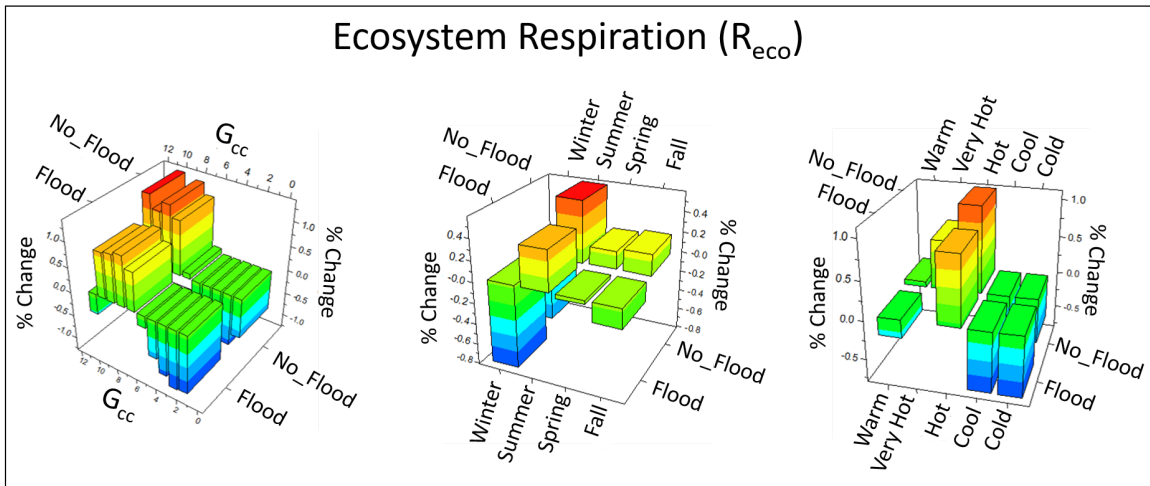 Ecosystem Respiration (R_eco)
No_Flood
Flood
G_cc
12 10 8 6 4 2 0
% Change
1.0
0.5
0.0
-0.5
-1.0
% Change
1.0
0.5
0.0
-0.5
-1.0
12 10 8 6 4 2 0
G_cc
No_Flood
Flood
No_Flood
Flood
Winter
Summer
Spring
Fall
% Change
0.4
0.2
-0.0
-0.2
-0.4
-0.6
-0.8
% Change
0.4
0.2
-0.0
-0.2
-0.4
-0.6
-0.8
Winter
Summer
Spring
Fall
No_Flood
Flood
No_Flood
Flood
Warm
Very Hot
Hot
Cool
Cold
% Change
1.0
0.5
0.0
-0.5
% Change
1.0
0.5
0.0
-0.5
Warm
Very Hot
Hot
Cool
Cold
No_Flood
Flood